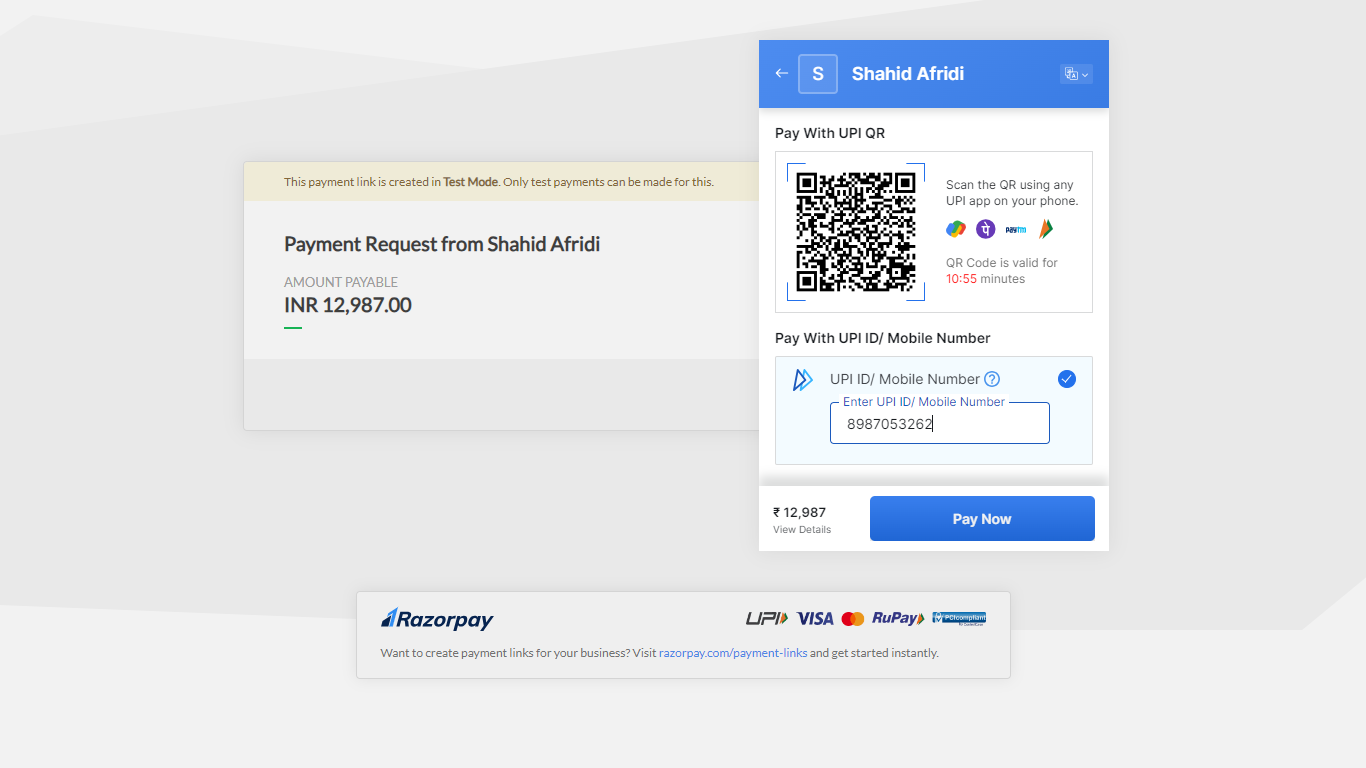 This payment link is created in Test Mode. Only test payments can be made for this.
Payment Request from Shahid Afridi
AMOUNT PAYABLE
INR 12,987.00
S
Shahid Afridi
Pay With UPI QR
Scan the QR using any
UPI app on your phone.
paytm
QR Code is valid for
10:55 minutes
Pay With UPI ID/ Mobile Number
UPI ID/ Mobile Number
Enter UPI ID/ Mobile Number
8987053262
₹ 12,987
View Details
Pay Now
Razorpay
UPI VISA RuPay PCI compliant
Want to create payment links for your business? Visit razorpay.com/payment-links and get started instantly.